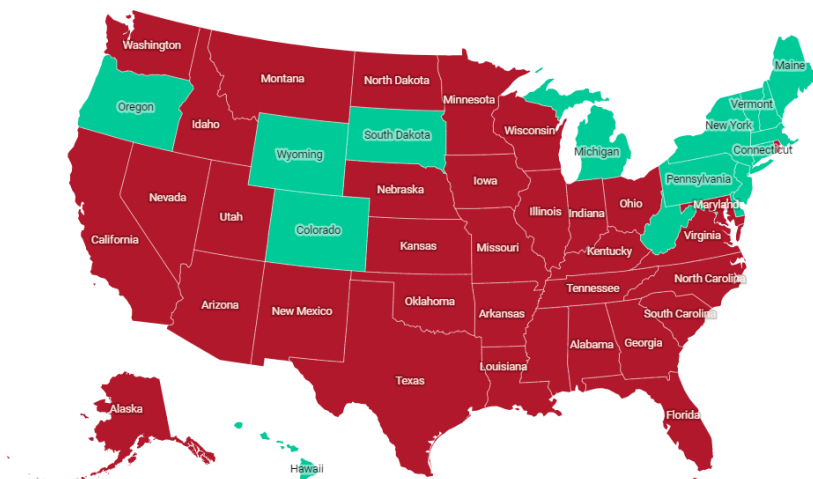 Washington
Montana
North Dakota
Minnesota
Maine
Vermont
Oregon
Idaho
South Dakota
Wisconsin
New York
Wyoming
Michigan
Connecticut
Iowa
Pennsylvania
Nebraska
Nevada
Utah
Colorado
Illinois
Indiana
Ohio
Maryland
Virginia
California
Kansas
Missouri
Kentucky
Arizona
New Mexico
Oklahoma
Arkansas
Tennessee
North Carolina
South Carolina
Texas
Louisiana
Alabama
Georgia
Alaska
Florida
Hawaii